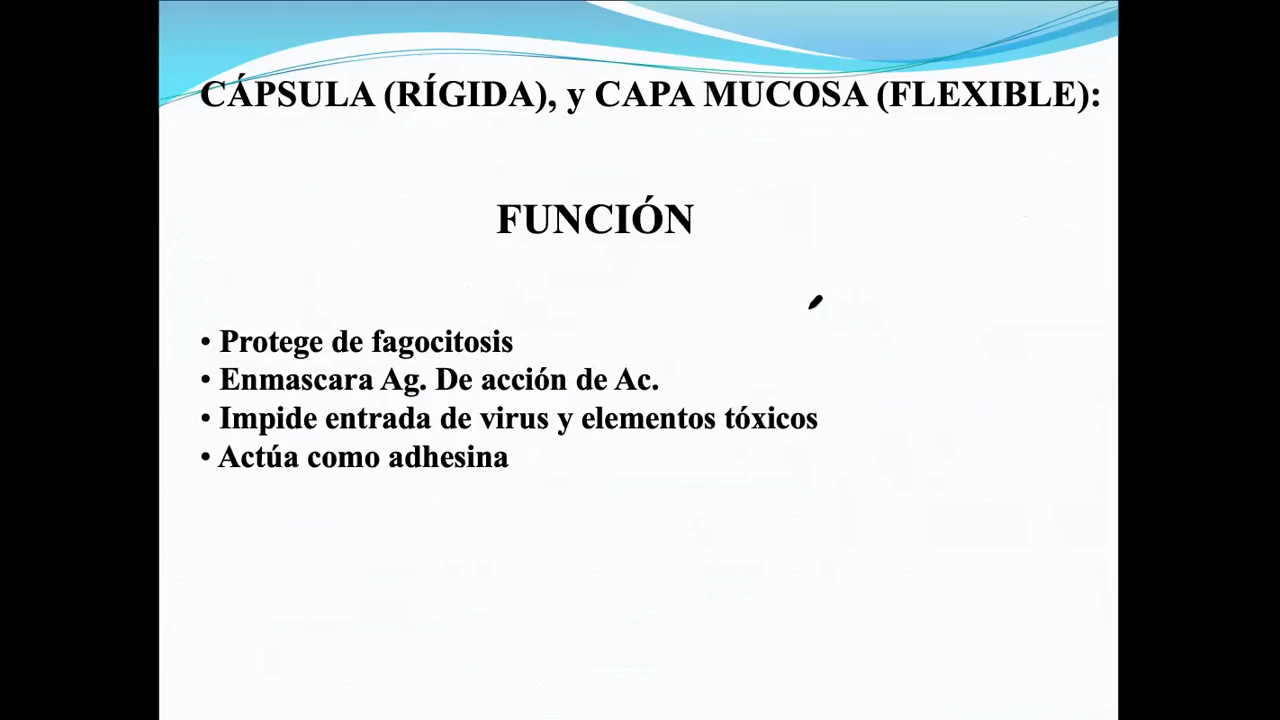 CÁPSULA (RÍGIDA), y CAPA MUCOSA (FLEXIBLE):
FUNCIÓN
• Protege de fagocitosis
• Enmascara Ag. De acción de Ac.
• Impide entrada de virus y elementos tóxicos
• Actúa como adhesina